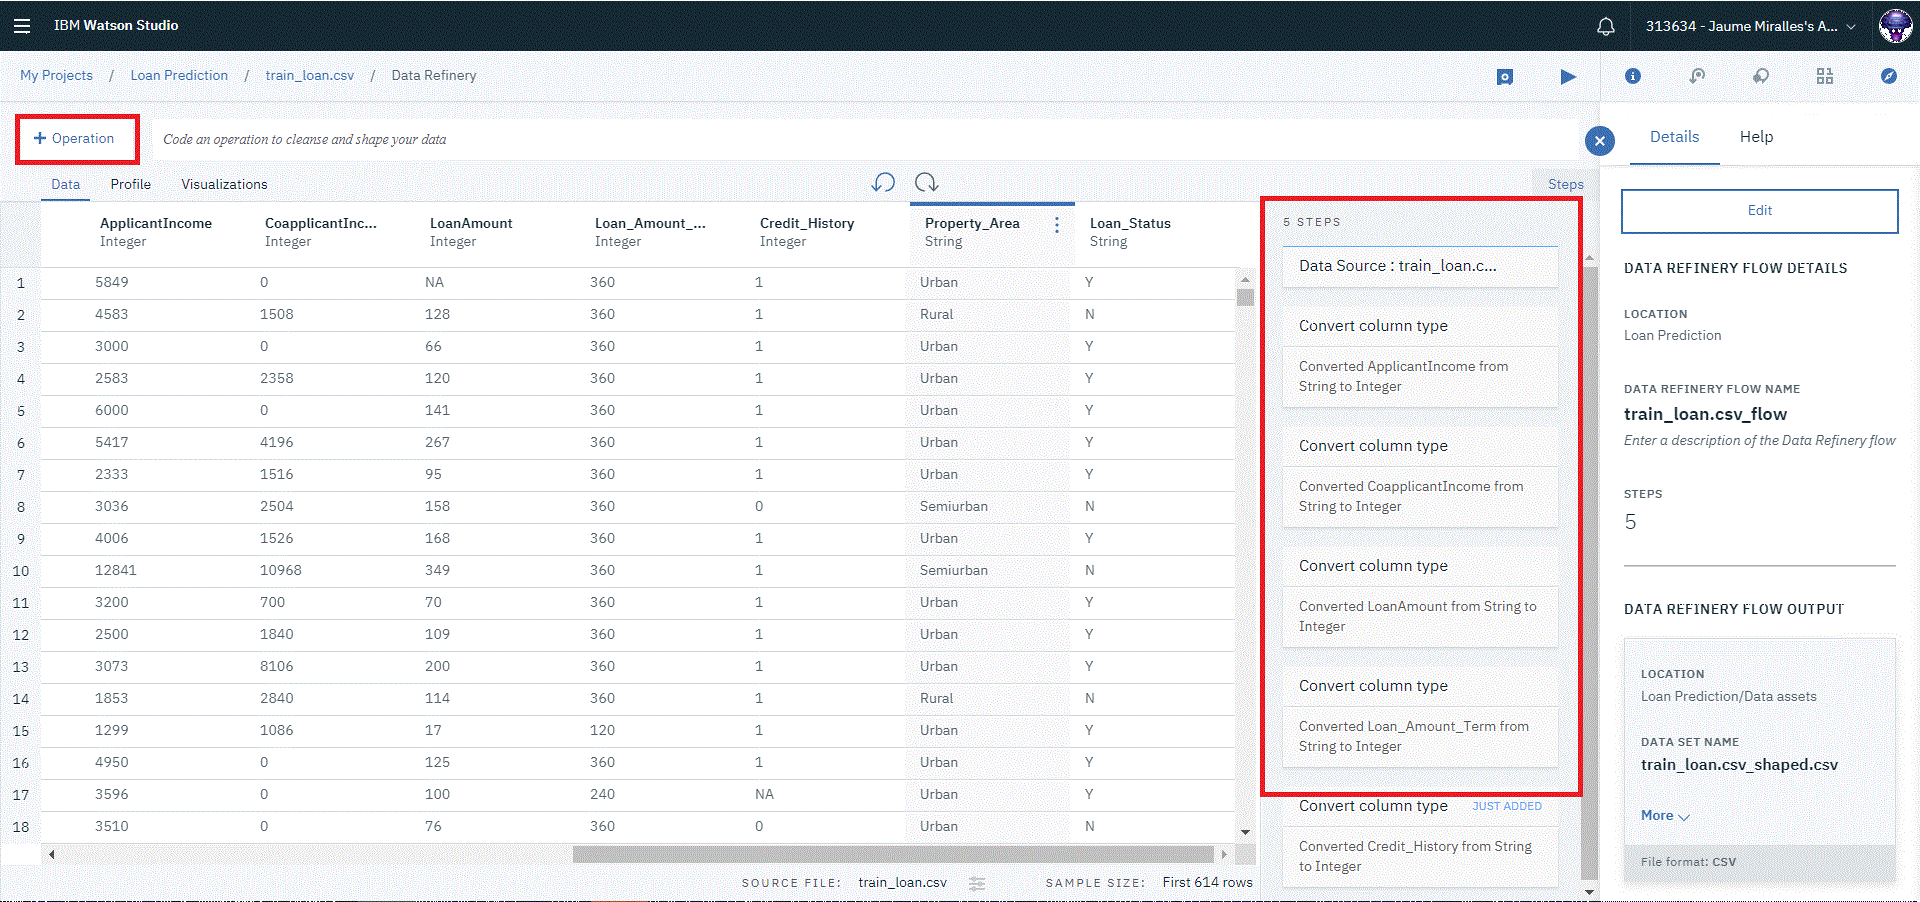 IBM Watson Studio
313634 - Jaume Miralles's A...
My Projects / Loan Prediction / train_loan.csv / Data Refinery
+ Operation
Code an operation to cleanse and shape your data
Details Help
Data Profile Visualizations
Steps
ApplicantIncome CoapplicantInc... LoanAmount Loan_Amount_... Credit_History Property_Area Loan_Status
Integer Integer Integer Integer Integer String String
1 5849 0 NA 360 1 Urban Y
2 4583 1508 128 360 1 Rural N
3 3000 0 66 360 1 Urban Y
4 2583 2358 120 360 1 Urban Y
5 6000 0 141 360 1 Urban Y
6 5417 4196 267 360 1 Urban Y
7 2333 1516 95 360 1 Urban Y
8 3036 2504 158 360 0 Semiurban N
9 4006 1526 168 360 1 Urban Y
10 12841 10968 349 360 1 Semiurban N
11 3200 700 70 360 1 Urban Y
12 2500 1840 109 360 1 Urban Y
13 3073 8106 200 360 1 Urban Y
14 1853 2840 114 360 1 Rural N
15 1299 1086 17 120 1 Urban Y
16 4950 0 125 360 1 Urban Y
17 3596 0 100 240 NA Urban Y
18 3510 0 76 360 0 Urban N
SOURCE FILE: train_loan.csv
SAMPLE SIZE: First 614 rows
5 STEPS
Data Source : train_loan.c...
Convert column type
Converted ApplicantIncome from
String to Integer
Convert column type
Converted CoapplicantIncome from
String to Integer
Convert column type
Converted LoanAmount from String to
Integer
Convert column type
Converted Loan_Amount_Term from
String to Integer
Convert column type JUST ADDED
Converted Credit_History from String
to Integer
Edit
DATA REFINERY FLOW DETAILS
LOCATION
Loan Prediction
DATA REFINERY FLOW NAME
train_loan.csv_flow
Enter a description of the Data Refinery flow
STEPS
5
DATA REFINERY FLOW OUTPUT
LOCATION
Loan Prediction/Data assets
DATA SET NAME
train_loan.csv_shaped.csv
More
File format: CSV